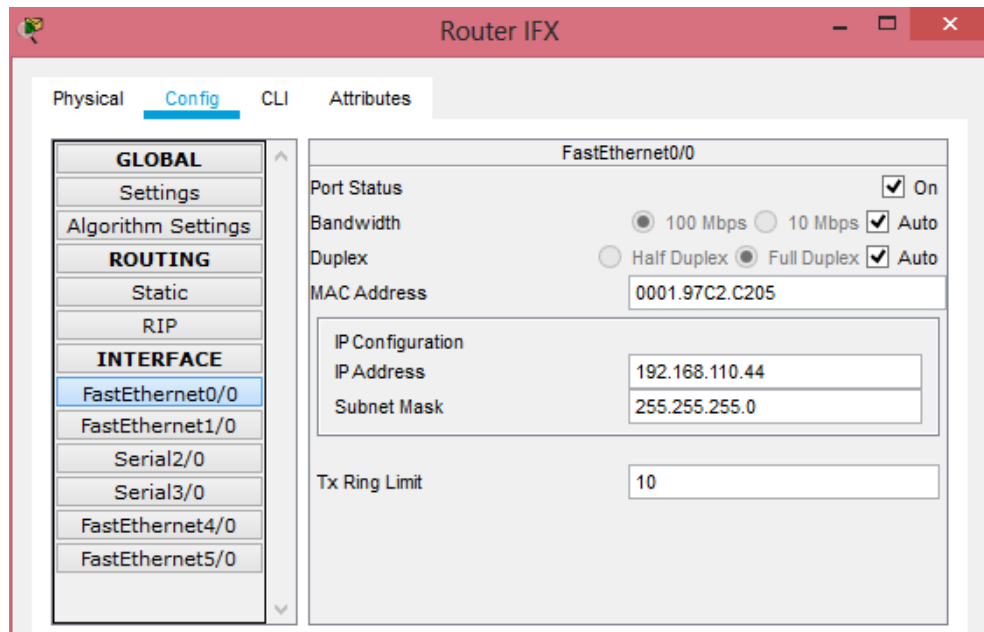 Router IFX
Physical Config CLI Attributes
GLOBAL
Settings
Algorithm Settings
ROUTING
Static
RIP
INTERFACE
FastEthernet0/0
FastEthernet1/0
Serial2/0
Serial3/0
FastEthernet4/0
FastEthernet5/0
FastEthernet0/0
Port Status On
Bandwidth 100 Mbps 10 Mbps Auto
Duplex Half Duplex Full Duplex Auto
MAC Address 0001.97C2.C205
IP Configuration
IP Address 192.168.110.44
Subnet Mask 255.255.255.0
Tx Ring Limit 10